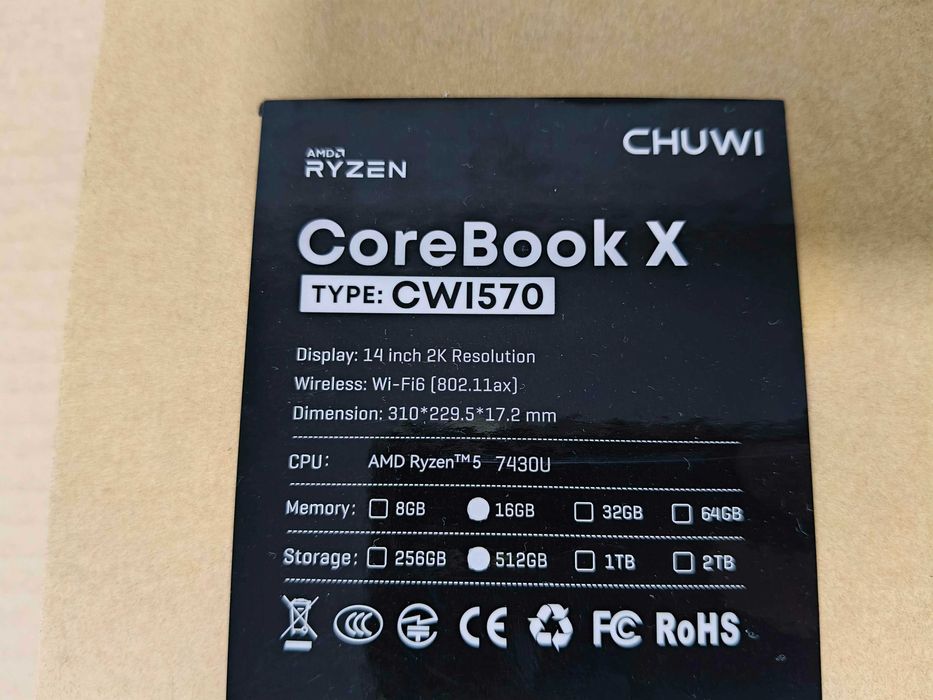 CHUWI
AMD RYZEN
CoreBook X
TYPE: CWI570
Display: 14 inch 2K Resolution
Wireless: Wi-Fi6 (802.11ax)
Dimension: 310*229.5*17.2 mm
CPU: AMD Ryzen™5 7430U
Memory: 8GB 16GB 32GB 64GB
Storage: 256GB 512GB 1TB 2TB
CCC CE FC RoHS